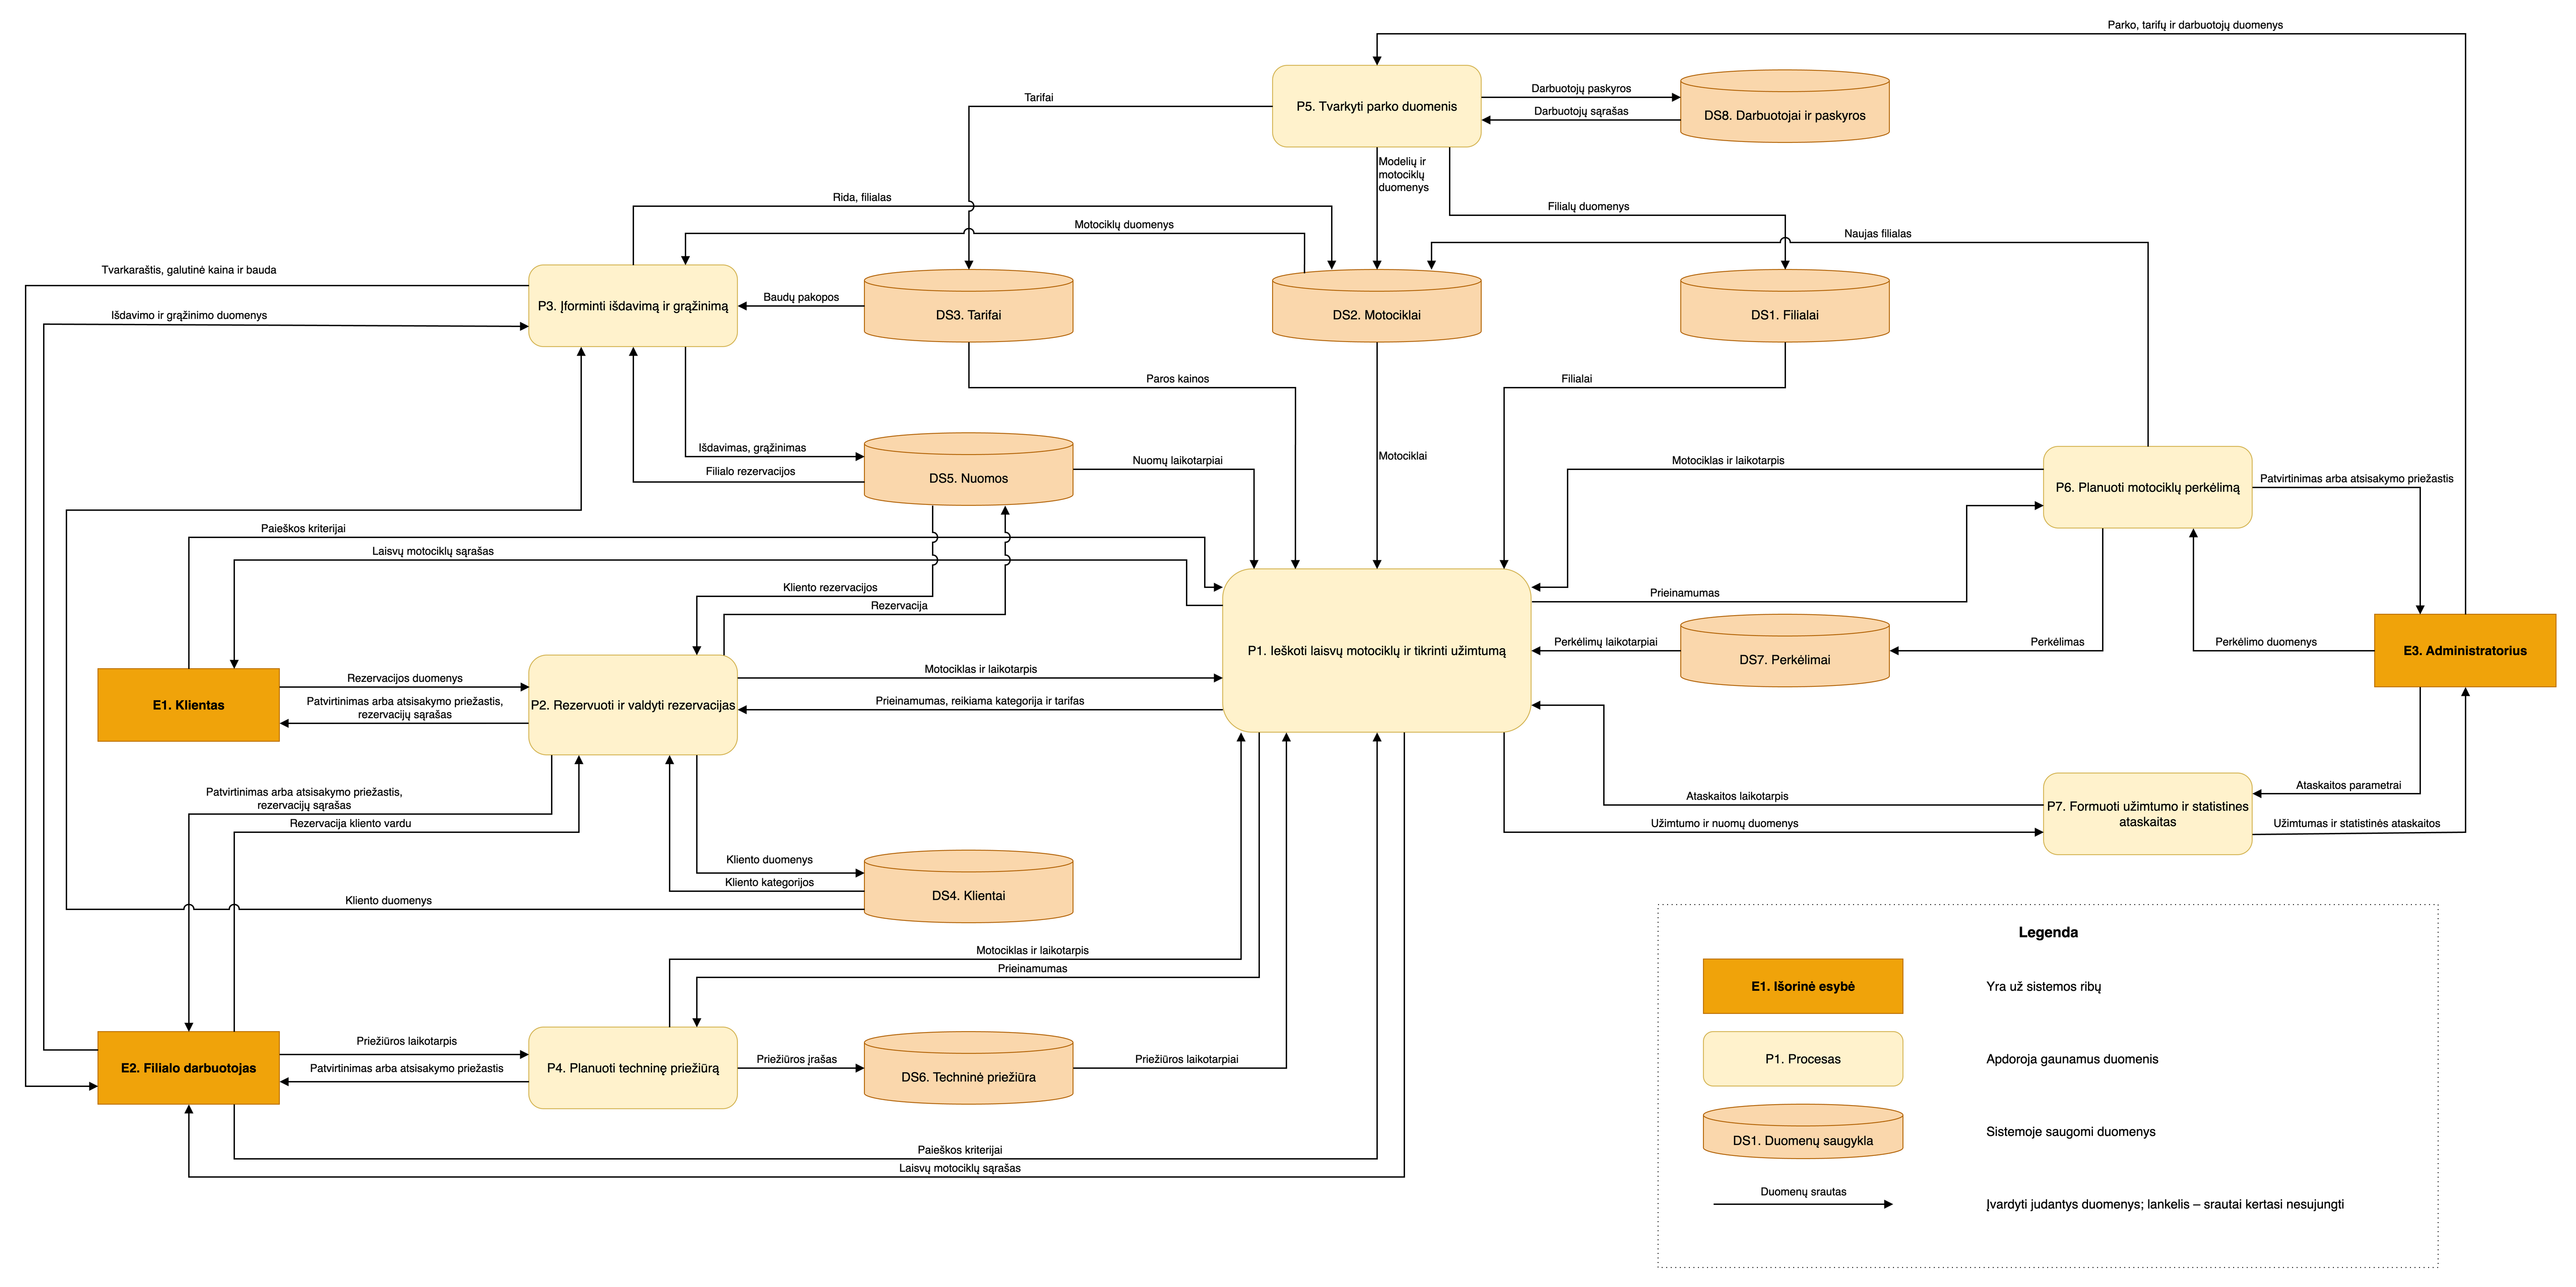 Parko, tarifų ir darbuotojų duomenys
P5. Tvarkyti parko duomenis
Darbuotojų paskyros
Darbuotojų sąrašas
DS8. Darbuotojai ir paskyros
Tarifai
Modelių ir
motociklų
duomenys
Rida, filialas
Filialų duomenys
Motociklų duomenys
Naujas filialas
Tvarkaraštis, galutinė kaina ir bauda
P3. Įforminti išdavimą ir grąžinimą
Baudų pakopos
DS3. Tarifai
DS2. Motociklai
DS1. Filialai
Išdavimo ir grąžinimo duomenys
Paros kainos
Filialai
Išdavimas, grąžinimas
Filialo rezervacijos
DS5. Nuomos
Nuomų laikotarpiai
Motociklai
Motociklas ir laikotarpis
P6. Planuoti motociklų perkėlimą
Patvirtinimas arba atsisakymo priežastis
Paieškos kriterijai
Laisvų motociklų sąrašas
Kliento rezervacijos
Rezervacija
Prieinamumas
P1. Ieškoti laisvų motociklų ir tikrinti užimtumą
Perkėlimų laikotarpiai
DS7. Perkėlimai
Perkėlimas
Perkėlimo duomenys
E3. Administratorius
E1. Klientas
Rezervacijos duomenys
Patvirtinimas arba atsisakymo priežastis,
rezervacijų sąrašas
P2. Rezervuoti ir valdyti rezervacijas
Motociklas ir laikotarpis
Prieinamumas, reikiama kategorija ir tarifas
Patvirtinimas arba atsisakymo priežastis,
rezervacijų sąrašas
Rezervacija kliento vardu
Ataskaitos laikotarpis
Užimtumo ir nuomų duomenys
P7. Formuoti užimtumo ir statistines
ataskaitas
Ataskaitos parametrai
Užimtumas ir statistinės ataskaitos
Kliento duomenys
Kliento kategorijos
Kliento duomenys
DS4. Klientai
Motociklas ir laikotarpis
Prieinamumas
E2. Filialo darbuotojas
Priežiūros laikotarpis
Patvirtinimas arba atsisakymo priežastis
P4. Planuoti techninę priežiūrą
Priežiūros įrašas
DS6. Techninė priežiūra
Priežiūros laikotarpiai
Paieškos kriterijai
Laisvų motociklų sąrašas
Legenda
E1. Išorinė esybė
Yra už sistemos ribų
P1. Procesas
Apdoroja gaunamus duomenis
DS1. Duomenų saugykla
Sistemoje saugomi duomenys
Duomenų srautas
Įvardyti judantys duomenys; lankelis – srautai kertasi nesujungti